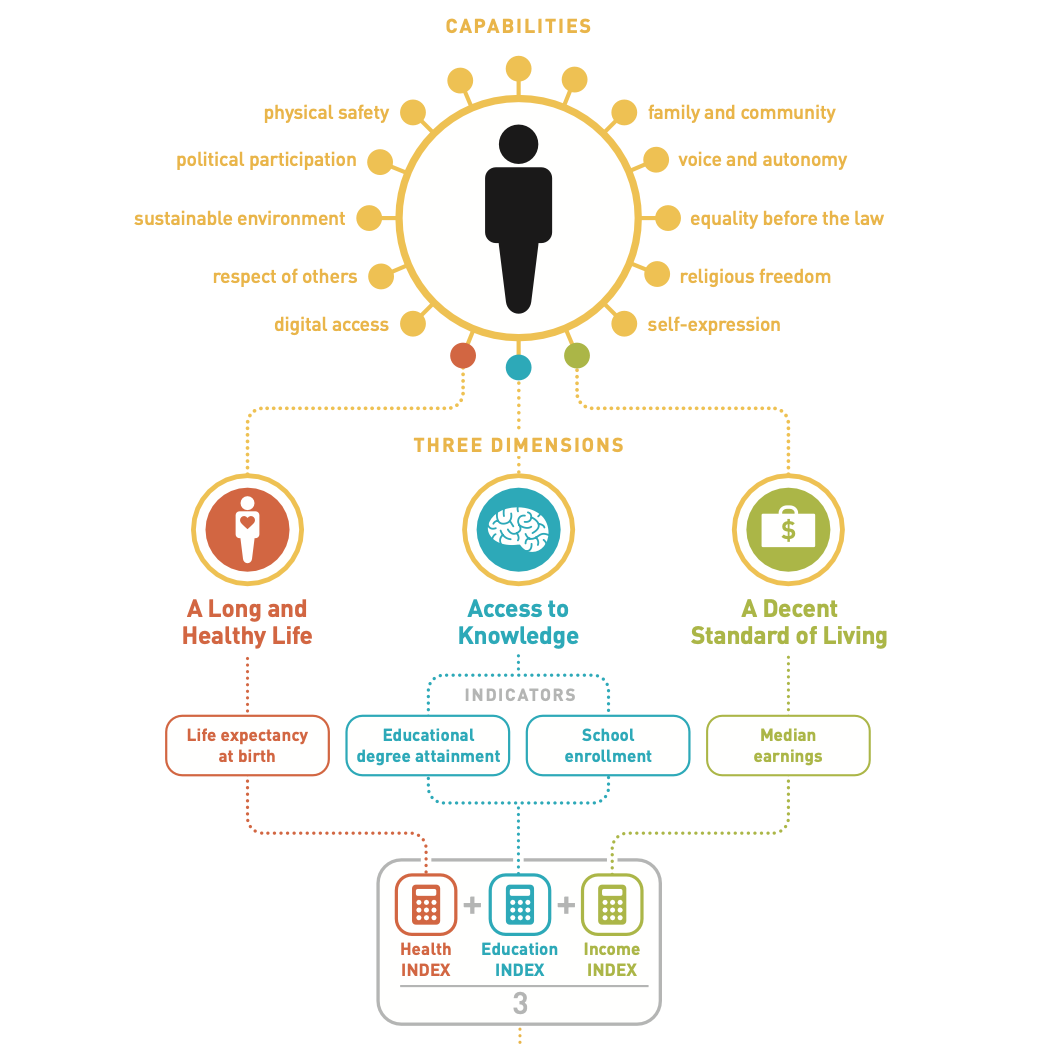 CAPABILITIES
physical safety
family and community
political participation
voice and autonomy
sustainable environment
equality before the law
respect of others
religious freedom
digital access
self-expression
THREE DIMENSIONS
$
A Long and
Healthy Life
Access to
Knowledge
A Decent
Standard of Living
INDICATORS
Life expectancy
at birth
Educational
degree attainment
School
enrollment
Median
earnings
+
+
Health
INDEX
Education
INDEX
Income
INDEX
3